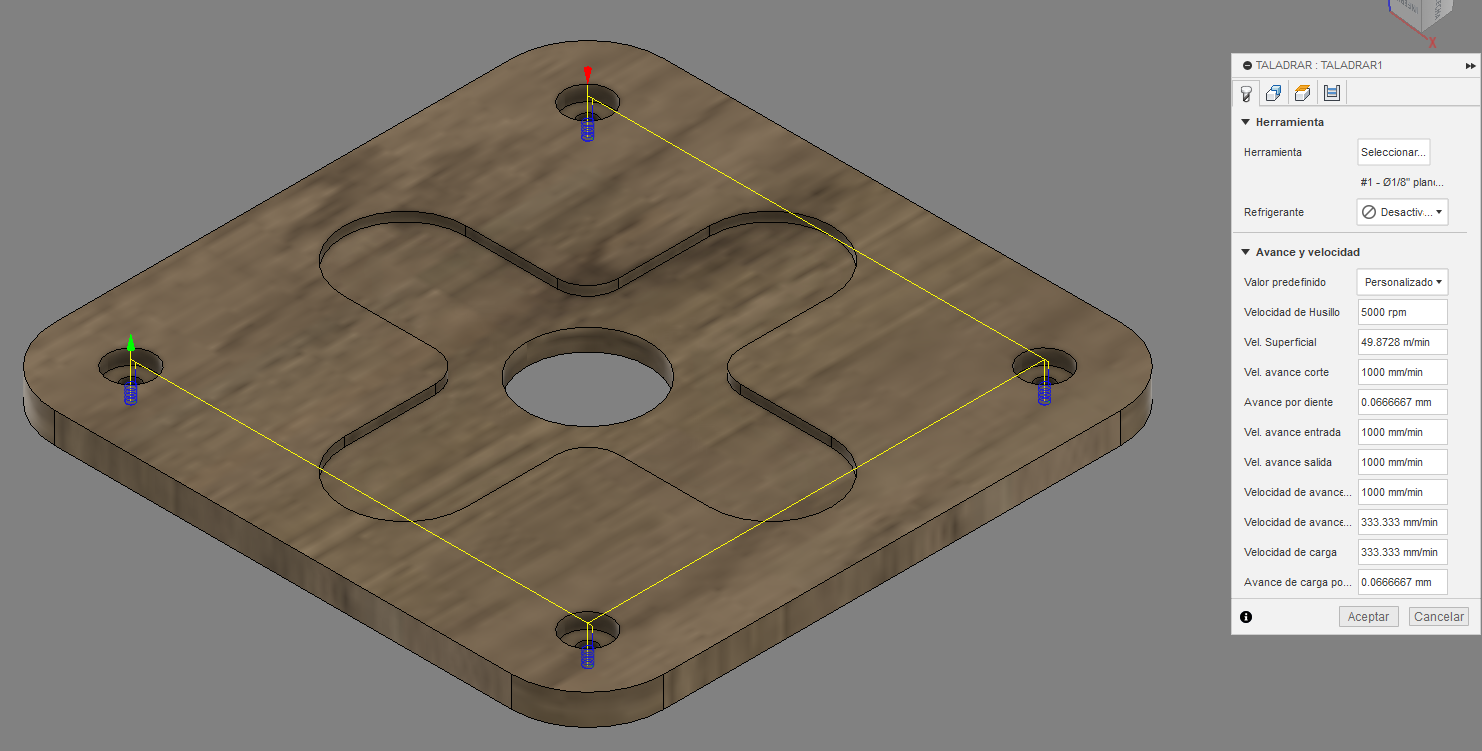 X
TALADRAR : TALADRAR1
Herramienta
Herramienta Seleccionar...
#1 - Ø1/8" plan...
Refrigerante Desactiv...
Avance y velocidad
Valor predefinido Personalizado
Velocidad de Husillo 5000 rpm
Vel. Superficial 49.8728 m/min
Vel. avance corte 1000 mm/min
Avance por diente 0.0666667 mm
Vel. avance entrada 1000 mm/min
Vel. avance salida 1000 mm/min
Velocidad de avance... 1000 mm/min
Velocidad de avance... 333.333 mm/min
Velocidad de carga 333.333 mm/min
Avance de carga po... 0.0666667 mm
Aceptar Cancelar